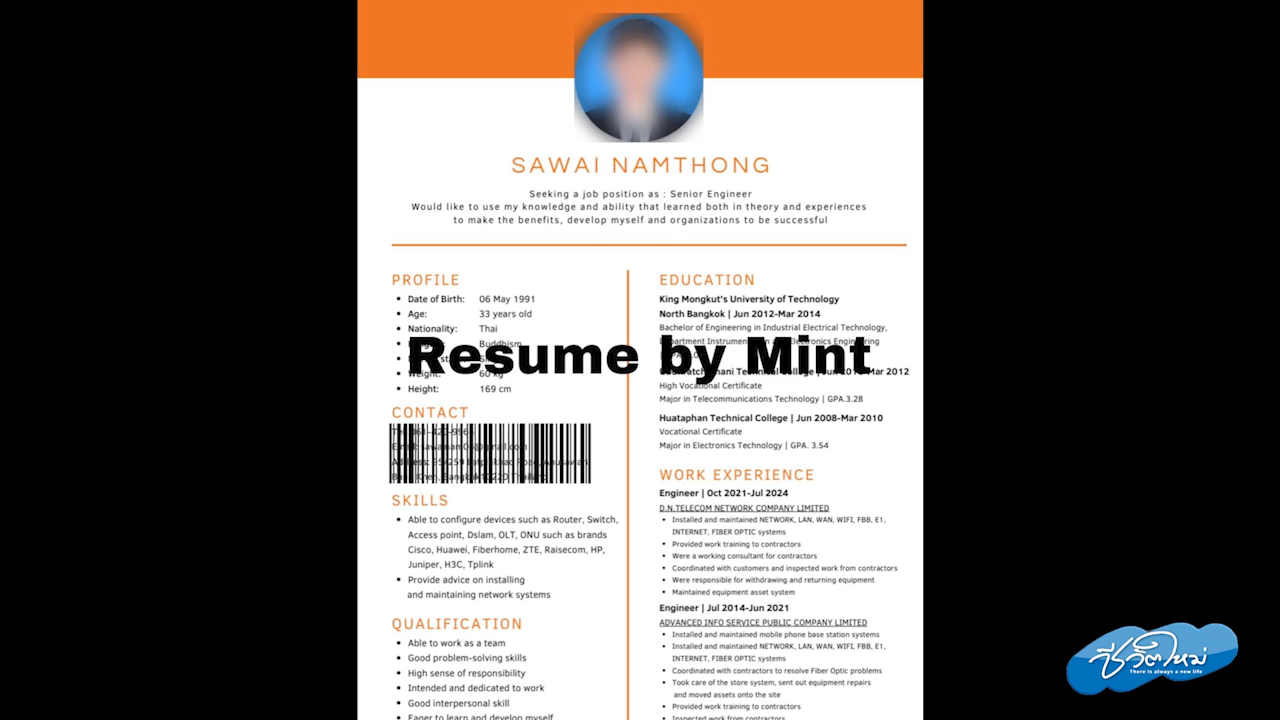 SAWAI NAMTHONG
Seeking a job position as : Senior Engineer
Would like to use my knowledge and ability that learned both in theory and experiences
to make the benefits, develop myself and organizations to be successful
PROFILE
• Date of Birth: 06 May 1991
• Age: 33 years old
• Nationality: Thai
Buddhism
• Weight: 60 kg
• Height: 169 cm
Resume by Mint
CONTACT
SKILLS
• Able to configure devices such as Router, Switch,
Access point, Dslam, OLT, ONU such as brands
Cisco, Huawei, Fiberhome, ZTE, Raisecom, HP,
Juniper, H3C, Tplink
• Provide advice on installing
and maintaining network systems
QUALIFICATION
• Able to work as a team
• Good problem-solving skills
• High sense of responsibility
• Intended and dedicated to work
• Good interpersonal skill
• Eager to learn and develop myself
EDUCATION
King Mongkut's University of Technology
North Bangkok | Jun 2012-Mar 2014
Bachelor of Engineering in Industrial Electrical Technology,
Engineering
Technical College | Mar 2012
High Vocational Certificate
Major in Telecommunications Technology | GPA.3.28
Huataphan Technical College | Jun 2008-Mar 2010
Vocational Certificate
Major in Electronics Technology | GPA. 3.54
WORK EXPERIENCE
Engineer | Oct 2021-Jul 2024
D.N.TELECOM NETWORK COMPANY LIMITED
• Installed and maintained NETWORK, LAN, WAN, WIFI, FBB, E1,
INTERNET, FIBER OPTIC systems
• Provided work training to contractors
• Were a working consultant for contractors
• Coordinated with customers and inspected work from contractors
• Were responsible for withdrawing and returning equipment
• Maintained equipment asset system
Engineer | Jul 2014-Jun 2021
ADVANCED INFO SERVICE PUBLIC COMPANY LIMITED
• Installed and maintained mobile phone base station systems
• Installed and maintained NETWORK, LAN, WAN, WIFI, FBB, E1,
INTERNET, FIBER OPTIC systems
• Coordinated with contractors to resolve Fiber Optic problems
• Took care of the store system, sent out equipment repairs
and moved assets onto the site
• Provided work training to contractors
• Inspected work from contractors
ชีวิตใหม่
There is always a new life